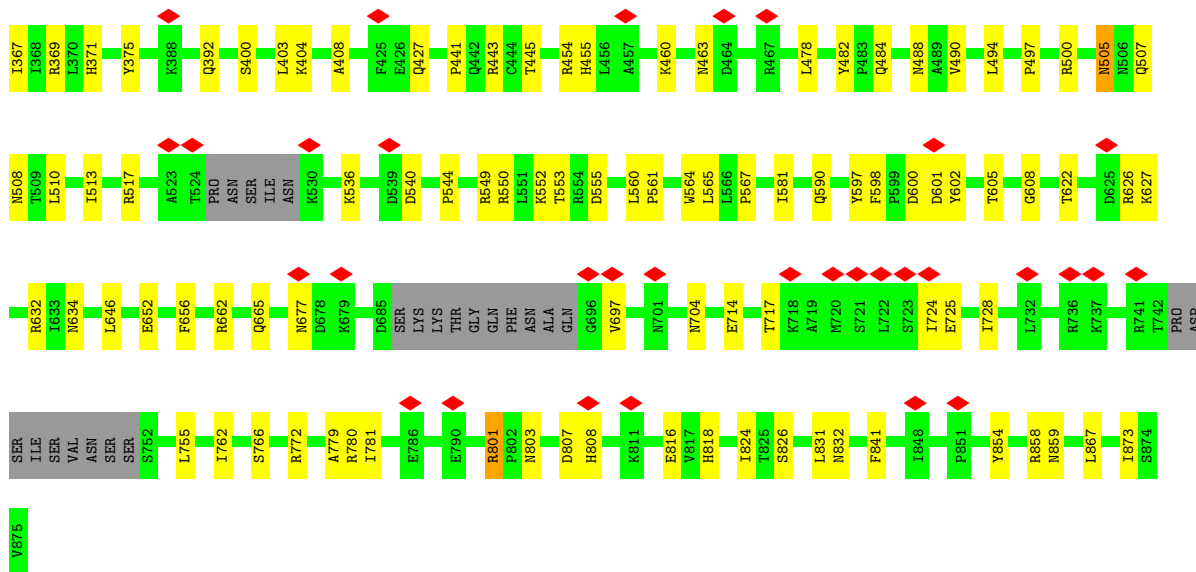 I367 I368 R369 L370 H371 Y375 K388 Q392 S400 L403 K404 A408 F425 E426 Q427 P441 Q442 R443 C444 T445 R454 H455 L456 A457 K460 N463 D464 R467 L478 Y482 P483 Q484 N488 A489 V490 L494 P497 R500 N505 N506 Q507
N508 T509 L510 I513 R517 A523 T524 PRO ASN SER ILE ASN K530 K536 D539 D540 P544 R549 R550 L551 K552 T553 R554 D555 L560 P561 W564 L565 L566 P567 I581 Q590 Y597 F598 P599 D600 D601 Y602 T605 G608 T622 D625 R626 K627
R632 I633 N634 L646 E652 F656 R662 Q665 N677 D678 K679 D685 SER LYS LYS THR GLY GLN GLN PHE ASN ALA GLN G696 V697 N701 N704 E714 T717 K718 A719 M720 S721 L722 S723 I724 E725 I728 L732 R736 K737 R741 T742 PRO ASP
SER ILE SER VAL ASN SER SER S752 L755 I762 S766 R772 A779 R780 I781 E786 E790 R801 P802 N803 D807 H808 K811 E816 V817 H818 I824 T825 S826 L831 N832 F841 I848 P851 Y854 R858 N859 L867 I873 S874
V875